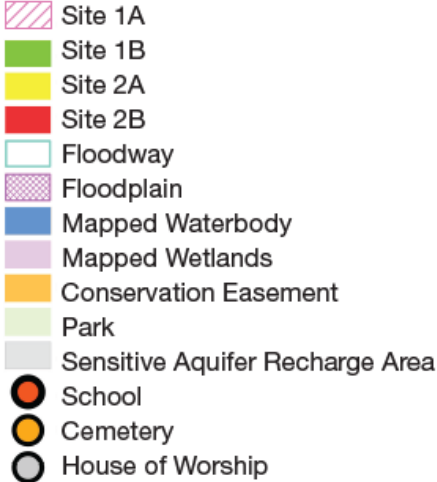 Site 1A
Site 1B
Site 2A
Site 2B
Floodway
Floodplain
Mapped Waterbody
Mapped Wetlands
Conservation Easement
Park
Sensitive Aquifer Recharge Area
School
Cemetery
House of Worship